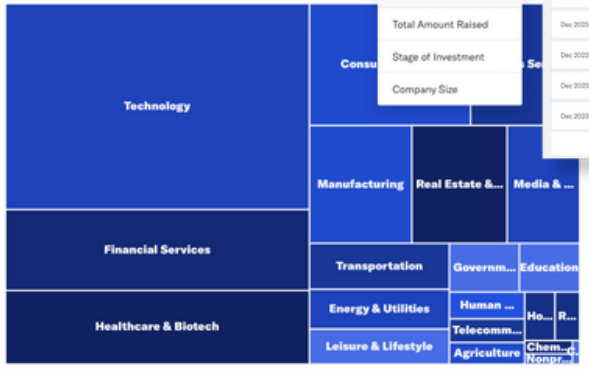 Total Amount Raised
Dec 2023
Stage of Investment
Dec 2023
Company Size
Dec 2023
Dec 2023
Consu
s Se
Technology
Manufacturing
Real Estate &...
Media & ...
Financial Services
Transportation
Governm...
Education
Healthcare & Biotech
Energy & Utilities
Human ...
Ho...
R...
Telecomm...
Leisure & Lifestyle
Agriculture
Chem...
C.
Nonpr...